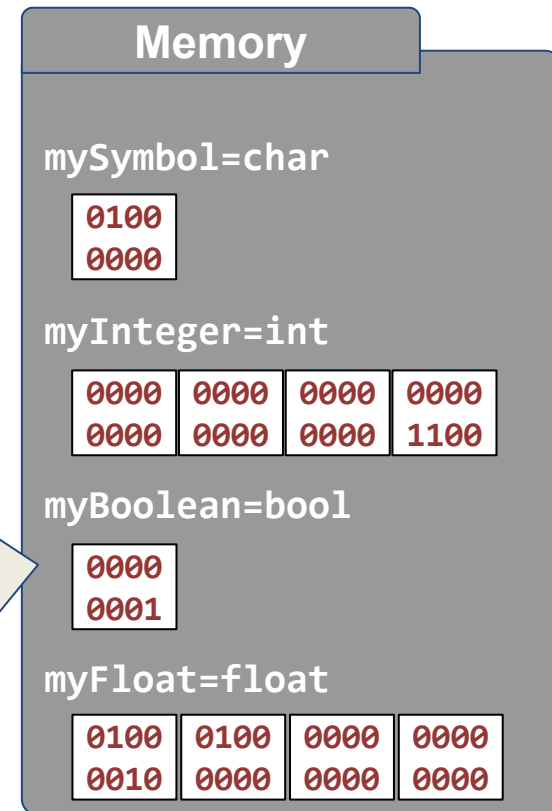 Memory
mySymbol=char
0100
0000
myInteger=int
0000 0000 0000 0000
0000 0000 0000 1100
myBoolean=bool
0000
0001
myFloat=float
0100 0100 0000 0000
0010 0000 0000 0000